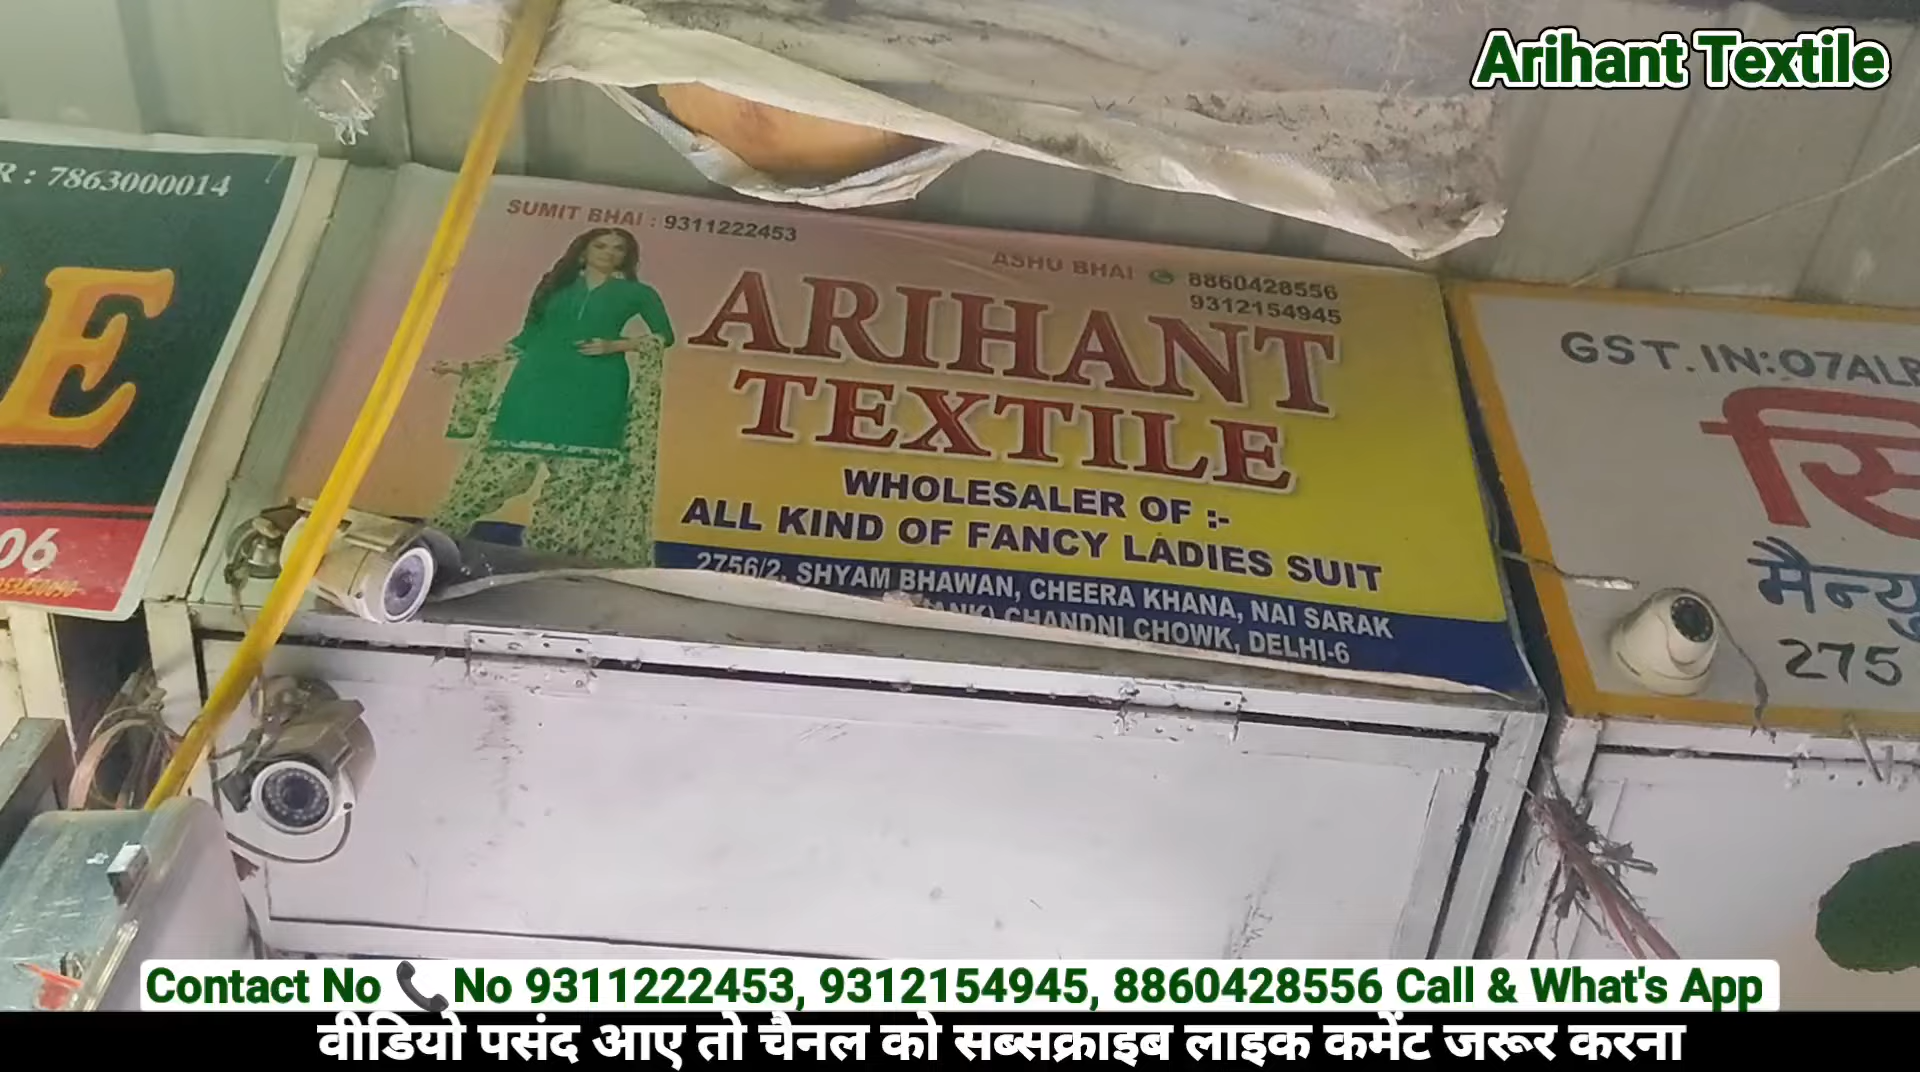 Arihant Textile
R : 7863000014
E
06
SUMIT BHAI : 9311222453
ASHU BHAI 8860428556
9312154945
ARIHANT
TEXTILE
WHOLESALER OF :-
ALL KIND OF FANCY LADIES SUIT
2756/2, SHYAM BHAWAN, CHEERA KHANA, NAI SARAK
CHANDNI CHOWK, DELHI-6
GST.IN:07ALP
सि
मैन्यु
275
Contact No 📞No 9311222453, 9312154945, 8860428556 Call & What's App
वीडियो पसंद आए तो चैनल को सब्सक्राइब लाइक कमेंट जरूर करना